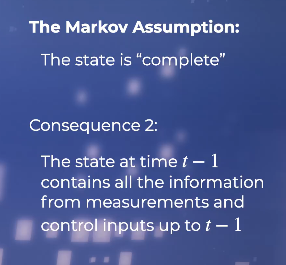 The Markov Assumption:
The state is “complete”
Consequence 2:
The state at time t − 1
contains all the information
from measurements and
control inputs up to t − 1